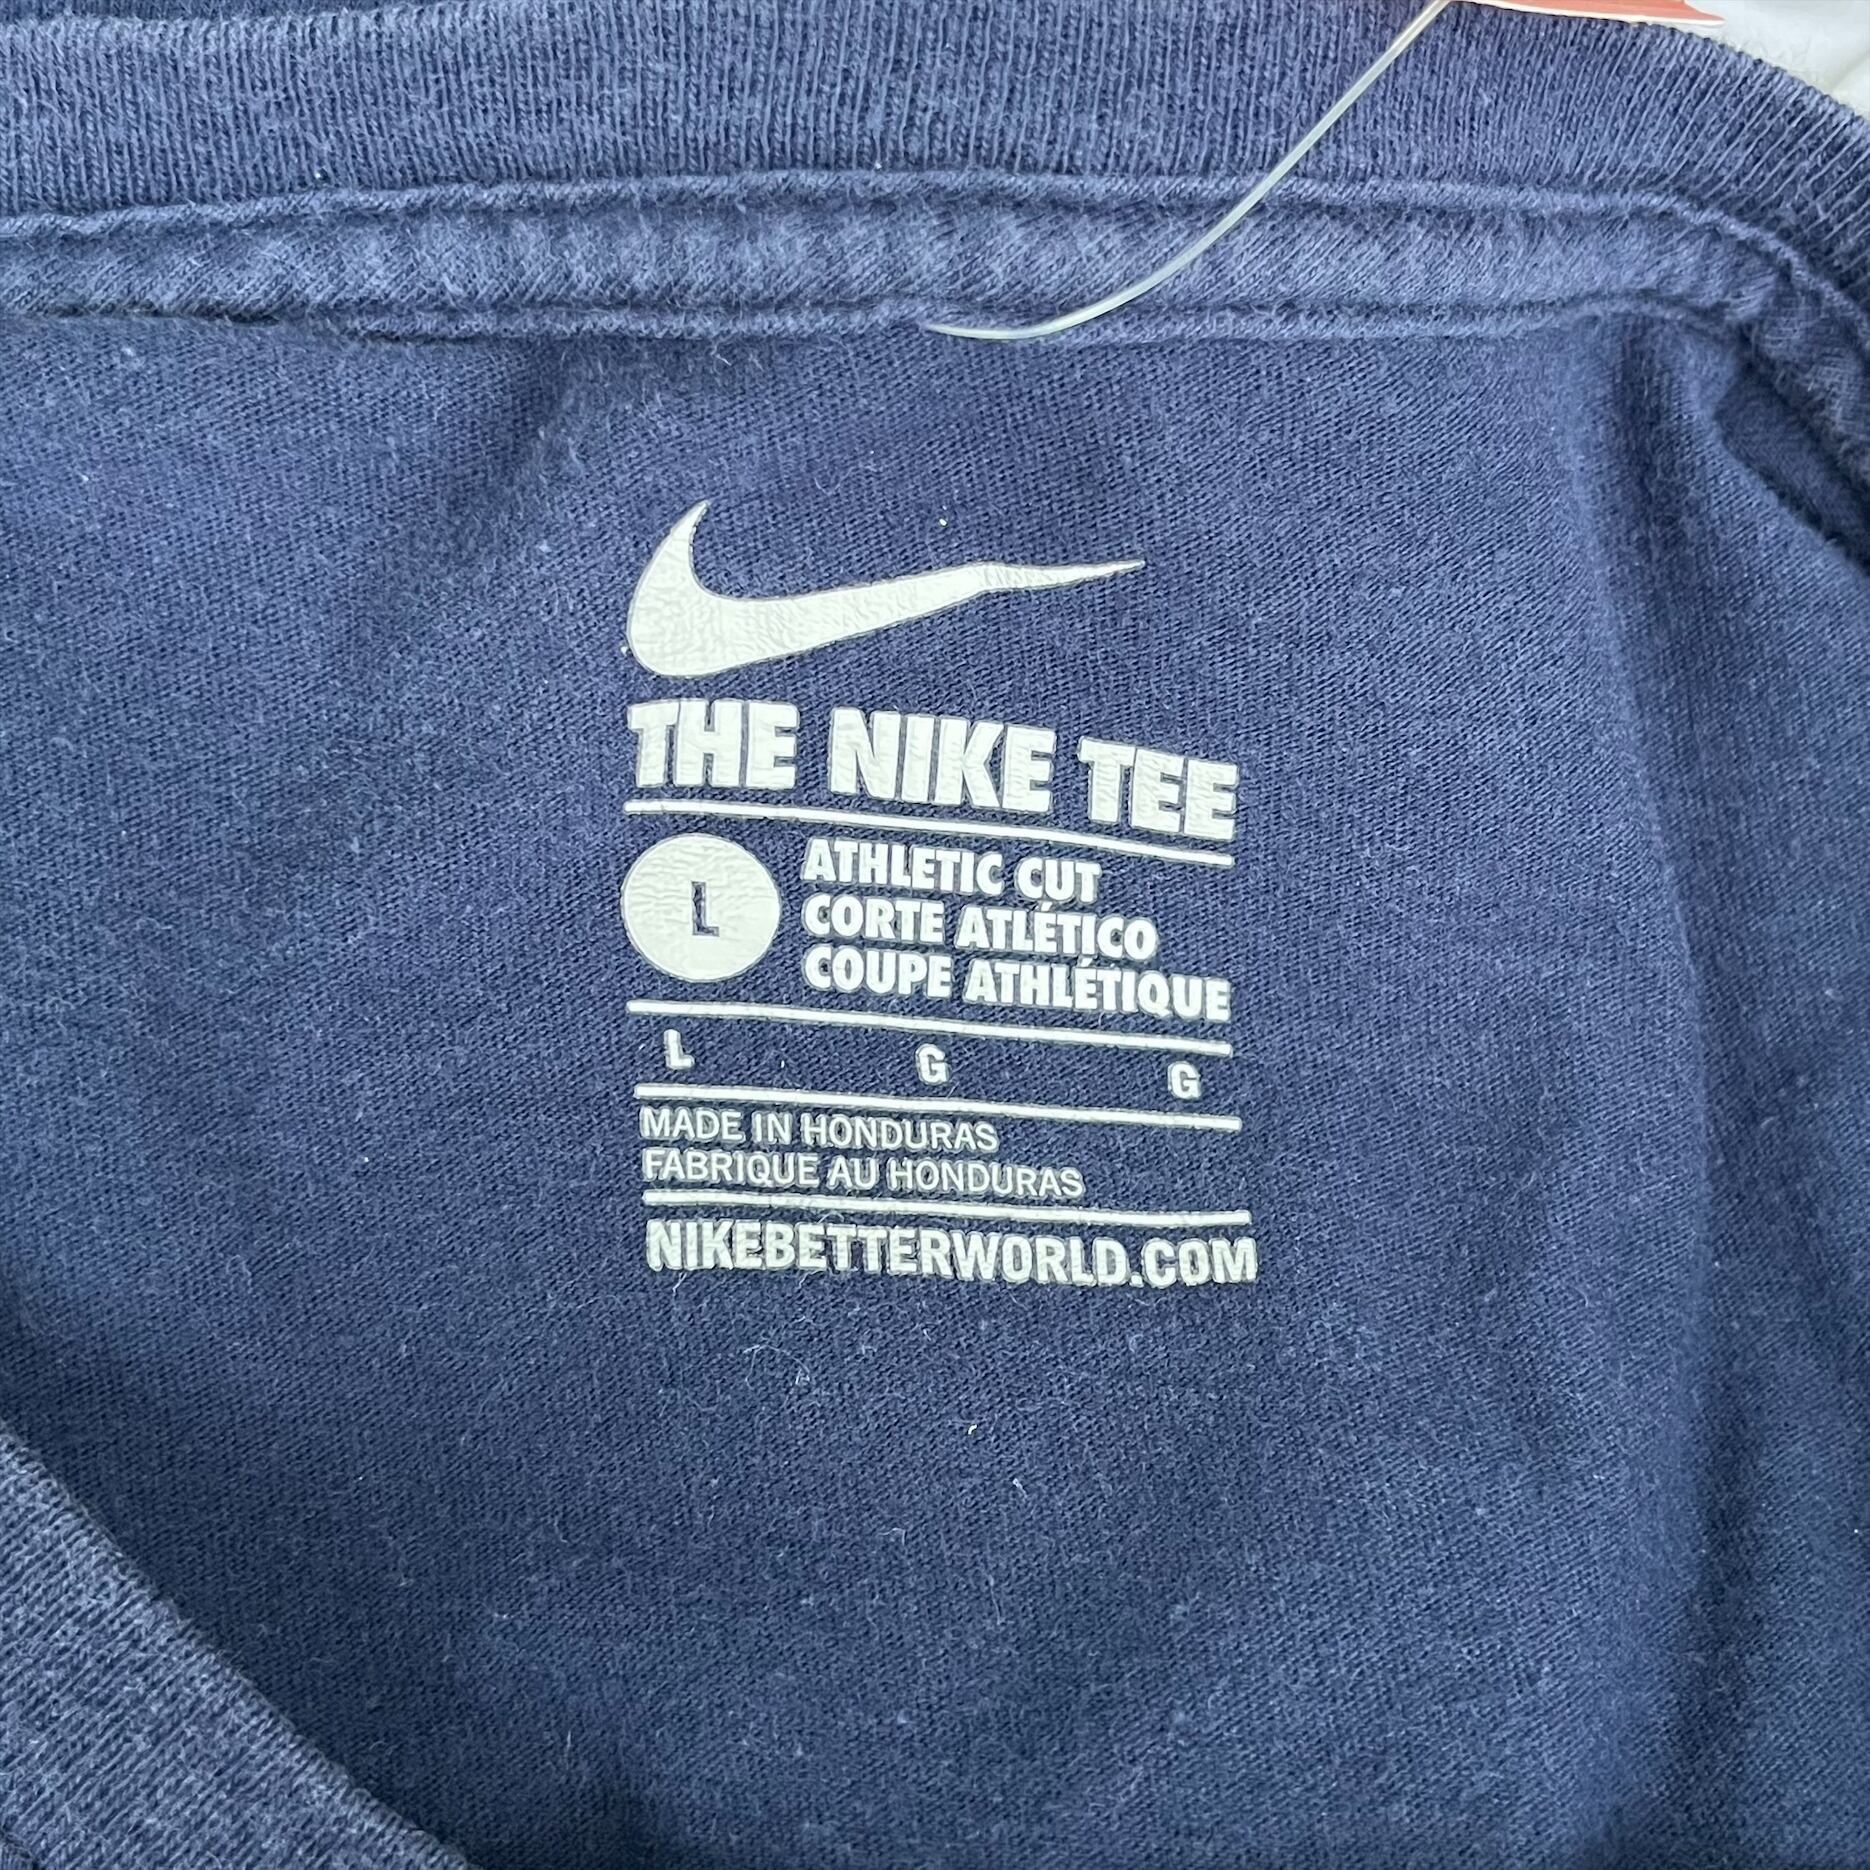 THE NIKE TEE
L
ATHLETIC CUT
CORTE ATLÉTICO
COUPE ATHLÉTIQUE
L G G
MADE IN HONDURAS
FABRIQUE AU HONDURAS
NIKEBETTERWORLD.COM